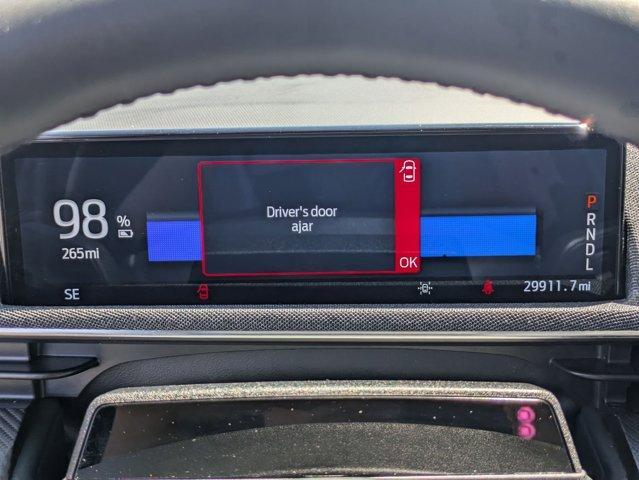 98 %
265mi
Driver's door
ajar
OK
P
R
N
D
L
SE
29911.7 mi